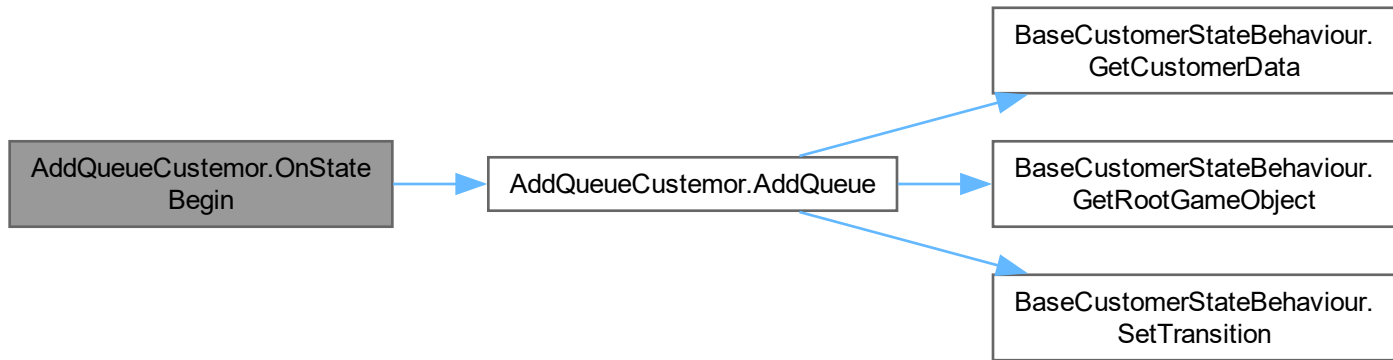 AddQueueCustemor.OnState
Begin
AddQueueCustemor.AddQueue
BaseCustomerStateBehaviour.
GetCustomerData
BaseCustomerStateBehaviour.
GetRootGameObject
BaseCustomerStateBehaviour.
SetTransition